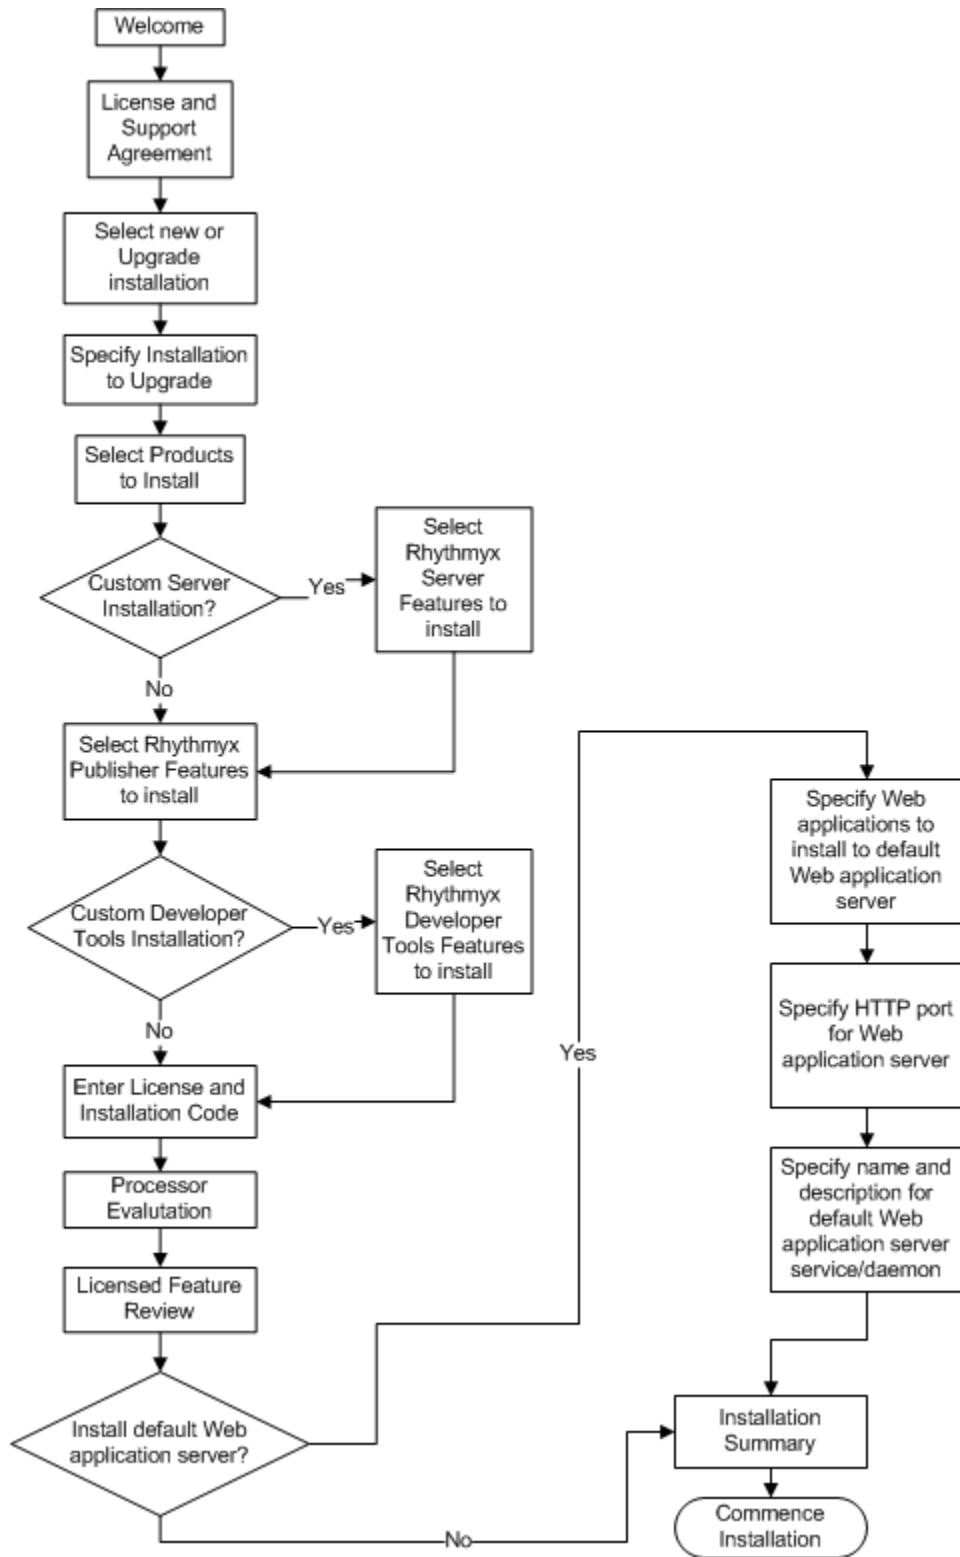 Welcome
License and
Support
Agreement
Select new or
Upgrade
installation
Specify Installation
to Upgrade
Select Products
to Install
Custom Server
Installation?
Yes
Select
Rhythmyx
Server
Features to
install
No
Select Rhythmyx
Publisher Features
to install
Custom Developer
Tools Installation?
Yes
Select
Rhythmyx
Developer
Tools Features
to install
No
Enter License and
Installation Code
Processor
Evalutation
Licensed Feature
Review
Install default Web
application server?
Yes
Specify Web
applications to
install to default
Web application
server
Specify HTTP port
for Web
application server
Specify name and
description for
default Web
application server
service/daemon
No
Installation
Summary
Commence
Installation